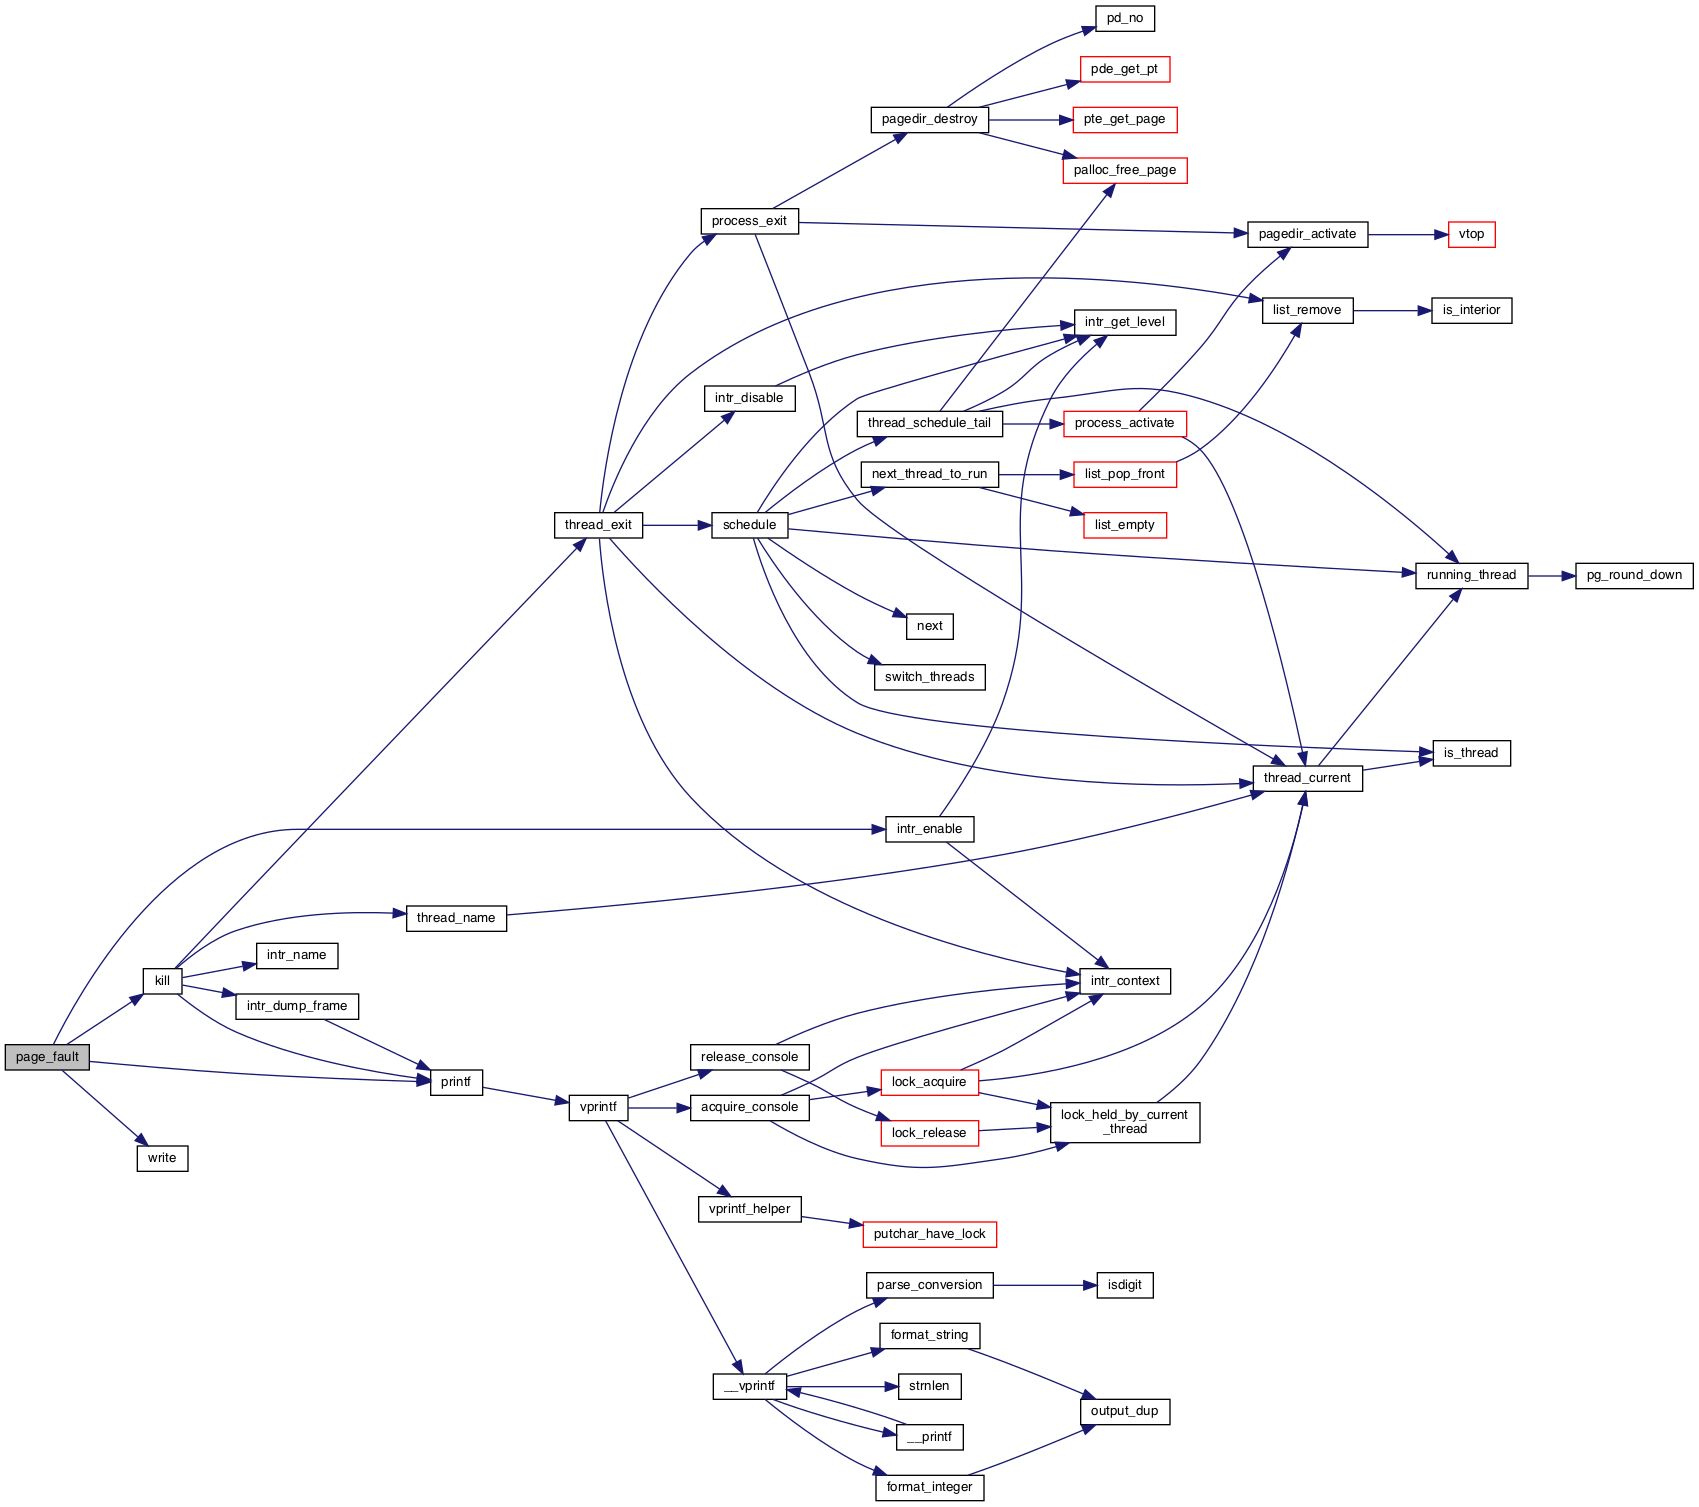 pd_no
pde_get_pt
pagedir_destroy
pte_get_page
palloc_free_page
process_exit
pagedir_activate
vtop
list_remove
is_interior
intr_get_level
intr_disable
thread_schedule_tail
process_activate
next_thread_to_run
list_pop_front
thread_exit
schedule
list_empty
running_thread
pg_round_down
next
switch_threads
is_thread
thread_current
intr_enable
thread_name
intr_name
kill
intr_context
intr_dump_frame
page_fault
release_console
printf
lock_acquire
vprintf
acquire_console
lock_held_by_current
_thread
lock_release
write
vprintf_helper
putchar_have_lock
parse_conversion
isdigit
format_string
__vprintf
strnlen
output_dup
__printf
format_integer